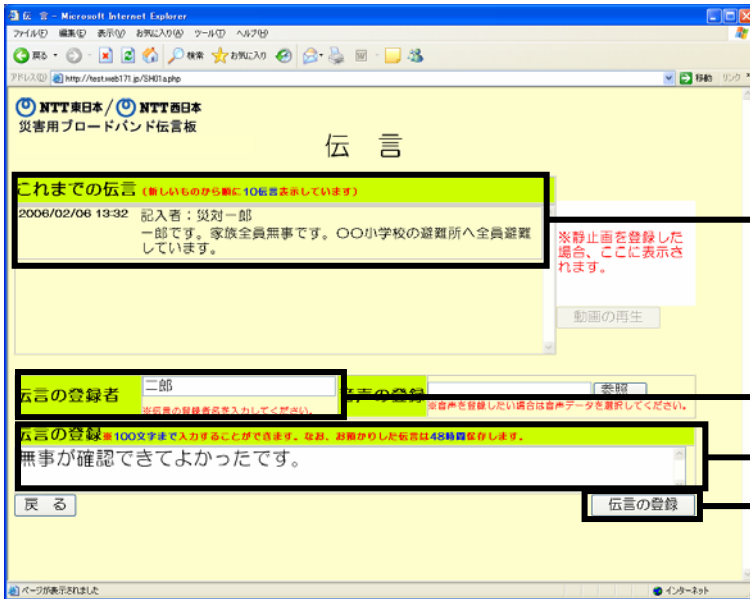 伝　言 - Microsoft Internet Explorer
ファイル(F)　編集(E)　表示(V)　お気に入り(A)　ツール(T)　ヘルプ(H)
戻る　検索　お気に入り
アドレス(D)　http://test.web171.jp/SH01a.php　移動　リンク
NTT東日本/NTT西日本
災害用ブロードバンド伝言板
伝　言
これまでの伝言 (新しいものから順に10伝言表示しています)
2006/02/06 13:32　記入者：災対一郎
一郎です。家族全員無事です。〇〇小学校の避難所へ全員避難
しています。
※静止画を登録した
場合、ここに表示さ
れます。
動画の再生
伝言の登録者　二郎　音声の登録　参照
※伝言の登録者名を入力してください。　※音声を登録したい場合は音声データを選択してください。
伝言の登録※100文字まで入力することができます。なお、お預かりした伝言は48時間保存します。
無事が確認できてよかったです。
戻　る　伝言の登録
ページが表示されました　インターネット